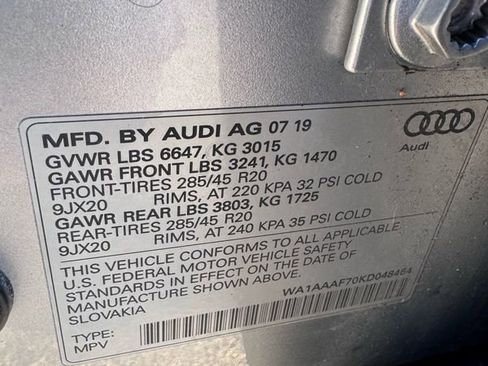 MFD. BY AUDI AG 07 19
GVWR LBS 6647, KG 3015
GAWR FRONT LBS 3241, KG 1470
FRONT-TIRES 285/45 R20
9JX20 RIMS, AT 220 KPA 32 PSI COLD
GAWR REAR LBS 3803, KG 1725
REAR-TIRES 285/45 R20
9JX20 RIMS, AT 240 KPA 35 PSI COLD
THIS VEHICLE CONFORMS TO ALL APPLICABLE
U.S. FEDERAL MOTOR VEHICLE SAFETY
STANDARDS IN EFFECT ON THE DATE OF
MANUFACTURE SHOWN ABOVE.
SLOVAKIA
WA1AAAF70KD048464
TYPE:
MPV